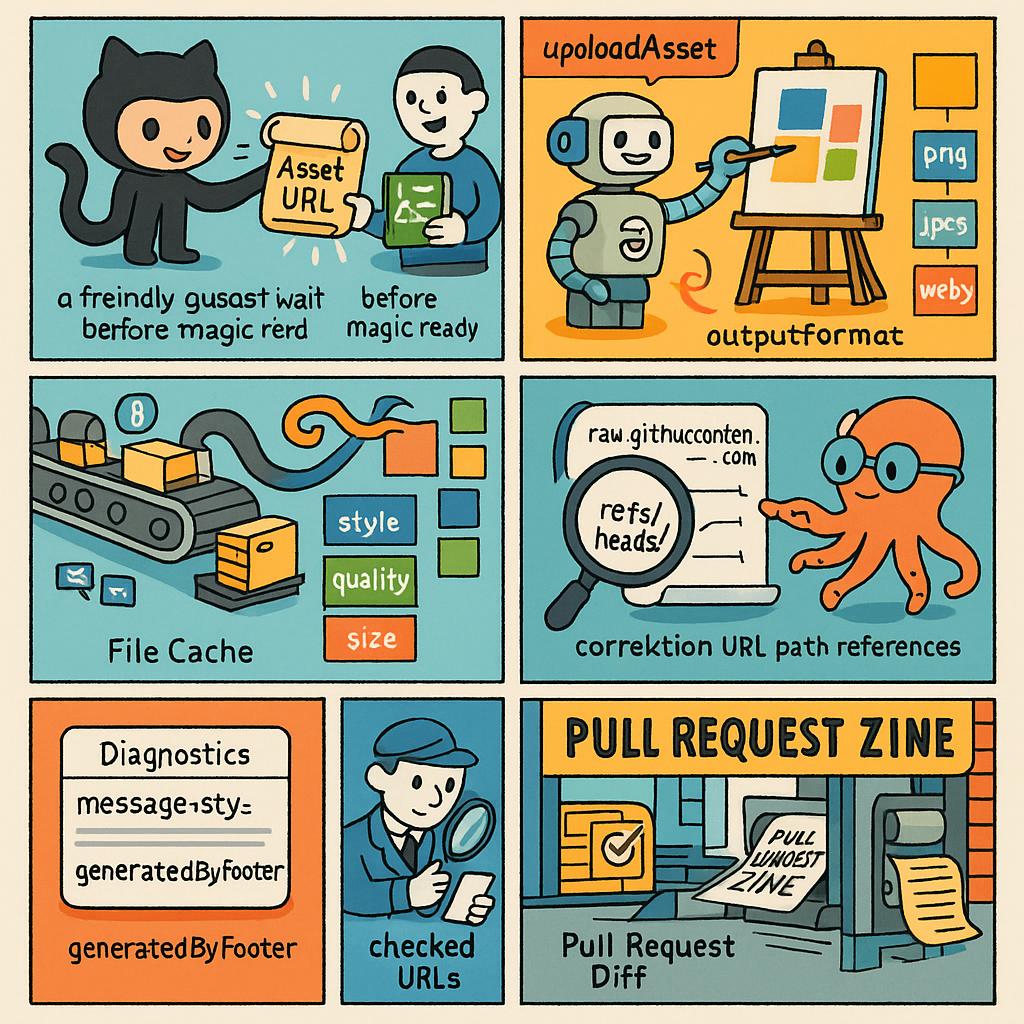 Asset
URL
a freindly gusast wait
berfore magic rerd
before
magic ready
upoloadAsset
png
jpcs
weby
outputformat
8
style
quality
size
File Cache
raw.githucconten.
— .com
refs/
heads!
correktion URL path references
Diagnostics
message¬sty=
generatedByFooter
generatedByFooter
checked
URLs
PULL REQUEST ZINE
PULL
ZINE
Pull Request
Diff